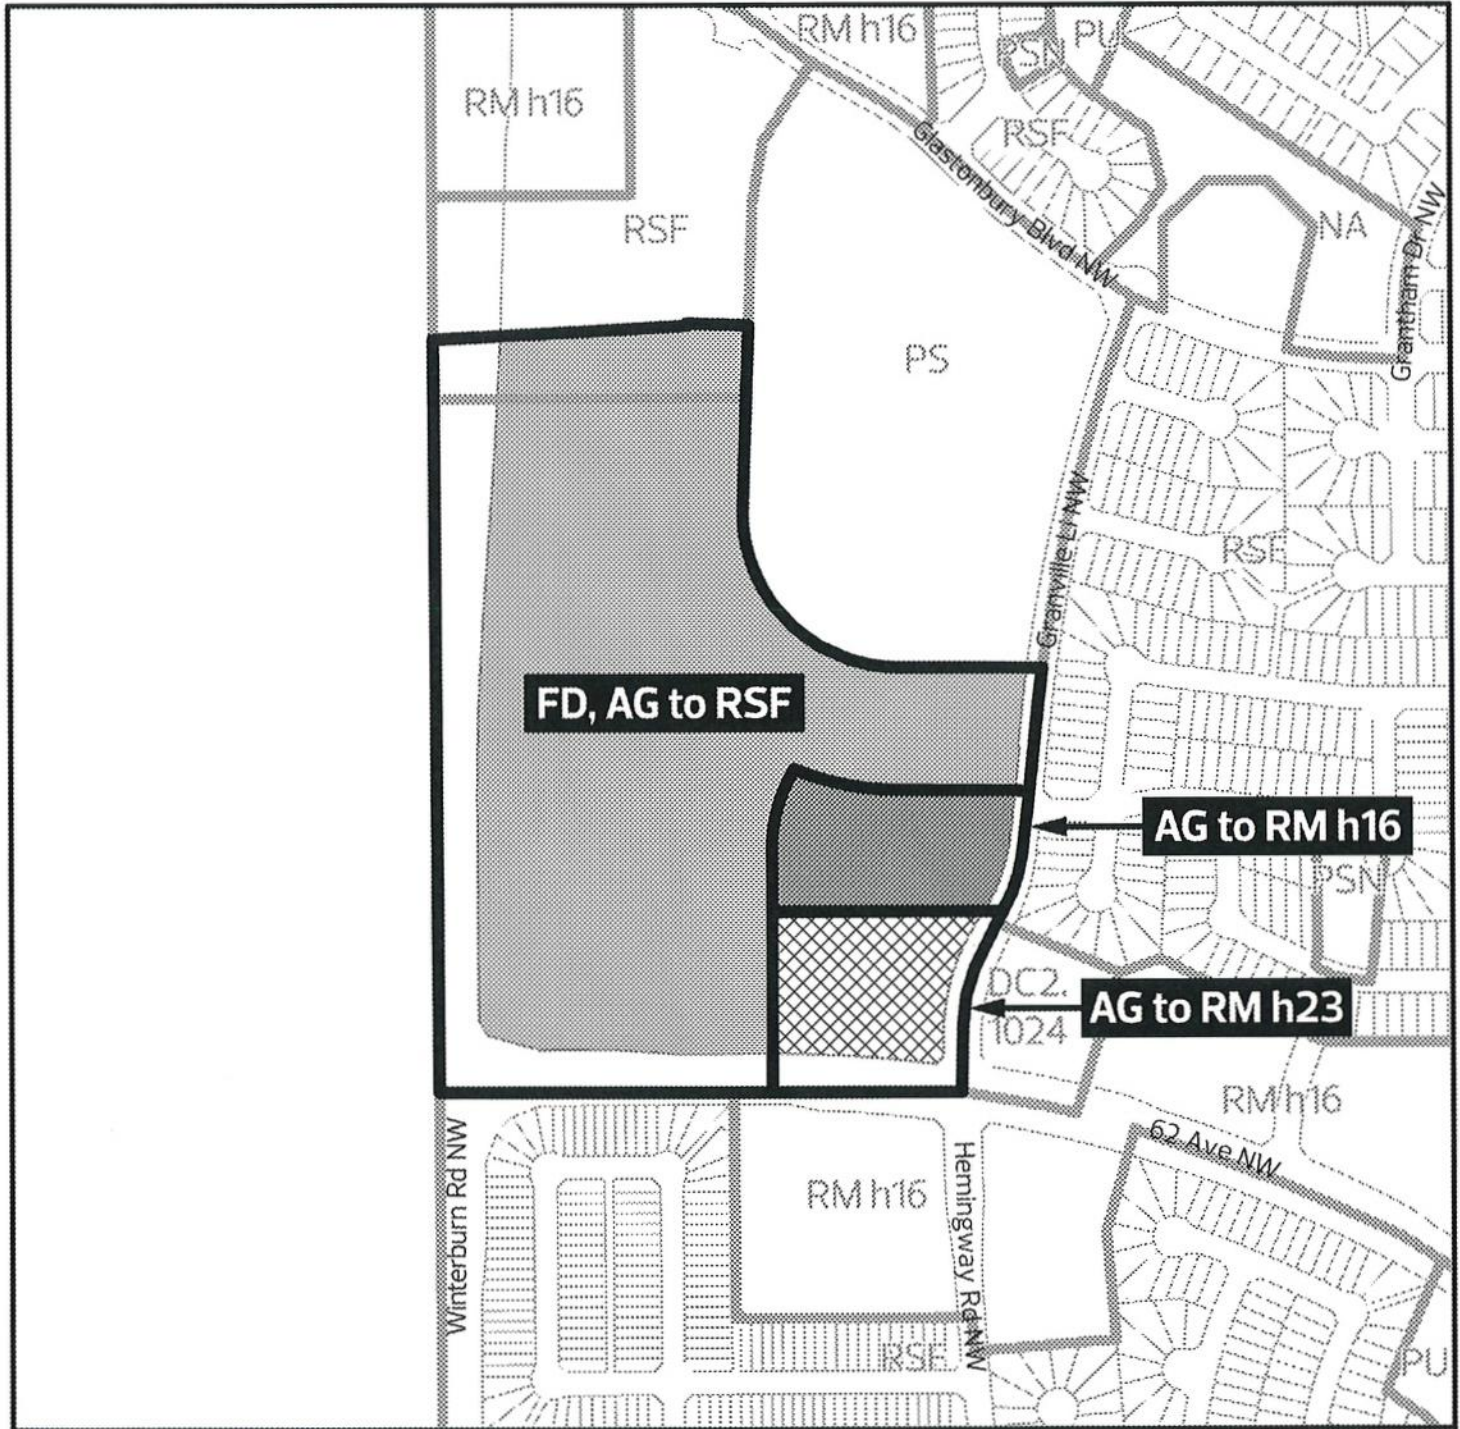 RM h16
PSN
PU
RM h16
RSF
Glastonbury Blvd NW
RSF
NA
Grantham Dr NW
PS
Granville Li NW
RSF
FD, AG to RSF
AG to RM h16
PSN
DC2.
1024
AG to RM h23
RM h16
62 Ave NW
Winterburn Rd NW
RM h16
Hemingway Rd NW
RSF
PU